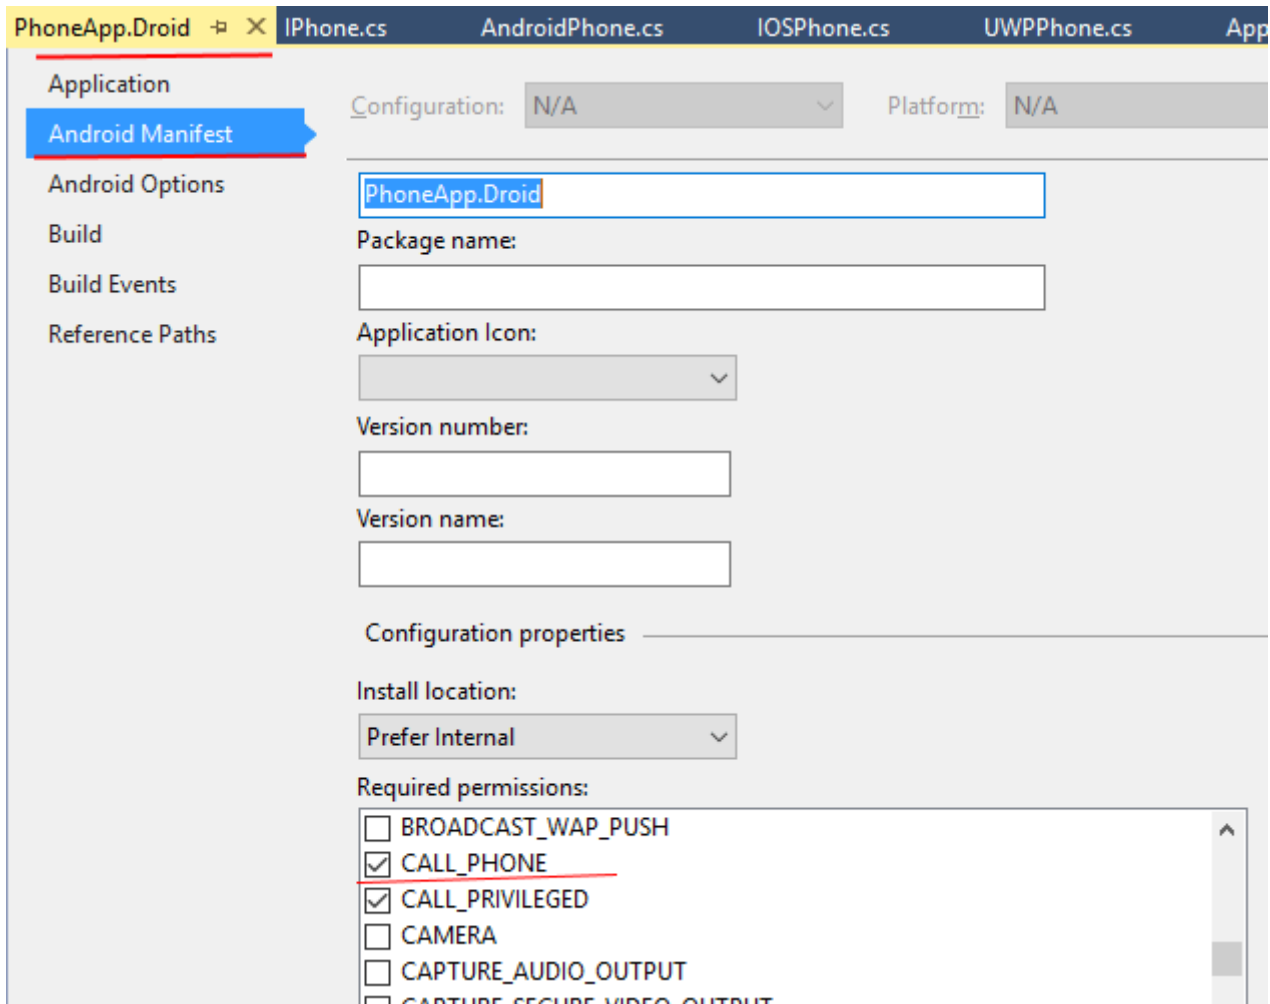 PhoneApp.Droid IPhone.cs AndroidPhone.cs IOSPhone.cs UWPPhone.cs App
Application
Android Manifest
Android Options
Build
Build Events
Reference Paths
Configuration: N/A Platform: N/A
PhoneApp.Droid
Package name:
Application Icon:
Version number:
Version name:
Configuration properties
Install location:
Prefer Internal
Required permissions:
BROADCAST_WAP_PUSH
CALL_PHONE
CALL_PRIVILEGED
CAMERA
CAPTURE_AUDIO_OUTPUT
CAPTURE_SECURE_VIDEO_OUTPUT